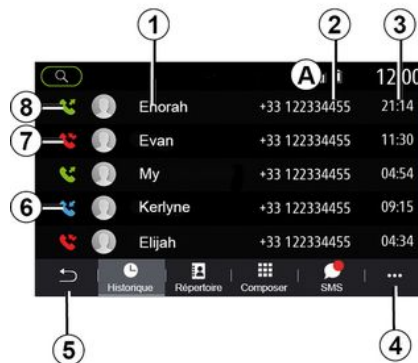 1 2 3
A 12:00
8 Enorah +33 122334455 21:14
7 Evan +33 122334455 11:30
My +33 122334455 04:54
6 Kerlyne +33 122334455 09:15
Elijah +33 122334455 04:34
Historique Répertoire Composer SMS ...
5 4